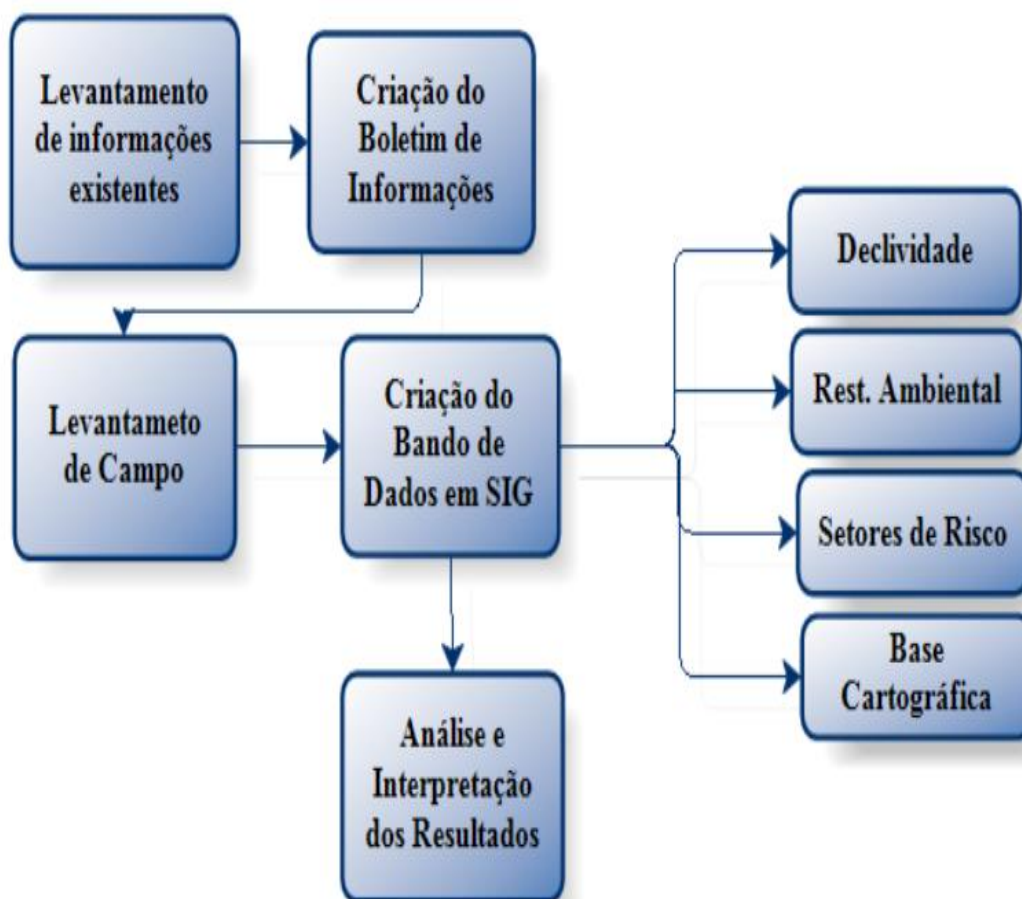 Levantamento
de informações
existentes
Criação do
Boletim de
Informações
Levantameto
de Campo
Criação do
Bando de
Dados em SIG
Declividade
Rest. Ambiental
Setores de Risco
Base
Cartográfica
Análise e
Interpretação
dos Resultados